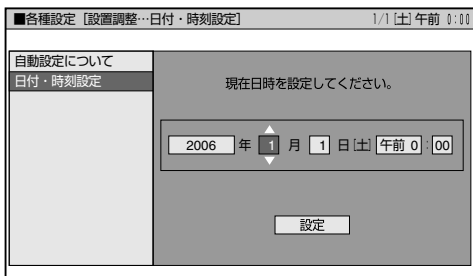 ■各種設定［設置調整…日付・時刻設定］ 1/1[土]午前 0:00
自動設定について
日付・時刻設定
現在日時を設定してください。
2006 年 1 月 1 日[土] 午前 0:00
設定